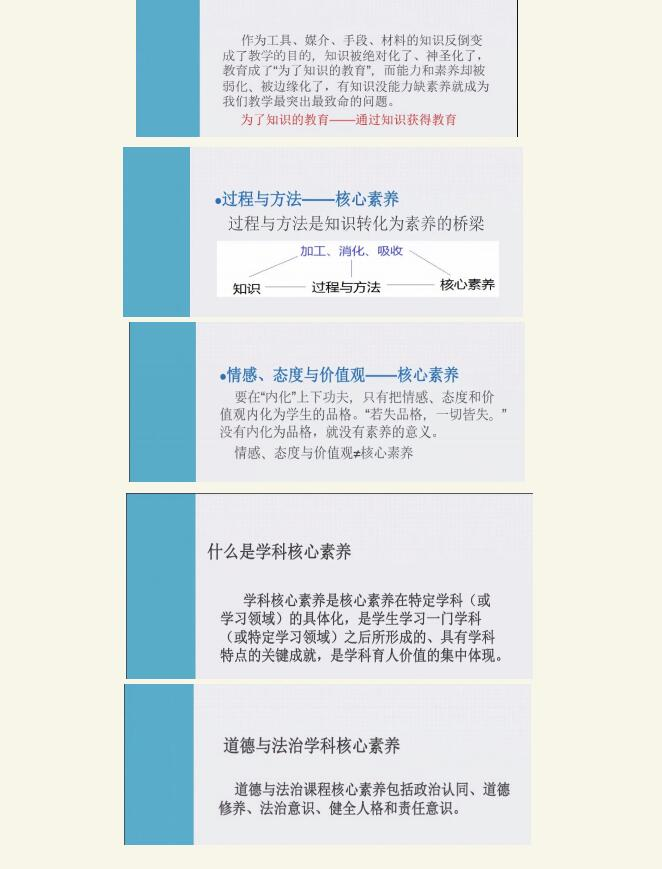 作为工具、媒介、手段、材料的知识反倒变
成了教学的目的，知识被绝对化了、神圣化了，
教育成了“为了知识的教育”，而能力和素养却被
弱化、被边缘化了，有知识没能力缺素养就成为
我们教学最突出最致命的问题。
为了知识的教育——通过知识获得教育
●过程与方法——核心素养
过程与方法是知识转化为素养的桥梁
加工、消化、吸收
知识 过程与方法 核心素养
●情感、态度与价值观——核心素养
要在“内化”上下功夫，只有把情感、态度和价
值观内化为学生的品格。“若失品格，一切皆失。”
没有内化为品格，就没有素养的意义。
情感、态度与价值观≠核心素养
什么是学科核心素养
学科核心素养是核心素养在特定学科（或
学习领域）的具体化，是学生学习一门学科
（或特定学习领域）之后所形成的、具有学科
特点的关键成就，是学科育人价值的集中体现。
道德与法治学科核心素养
道德与法治课程核心素养包括政治认同、道德
修养、法治意识、健全人格和责任意识。